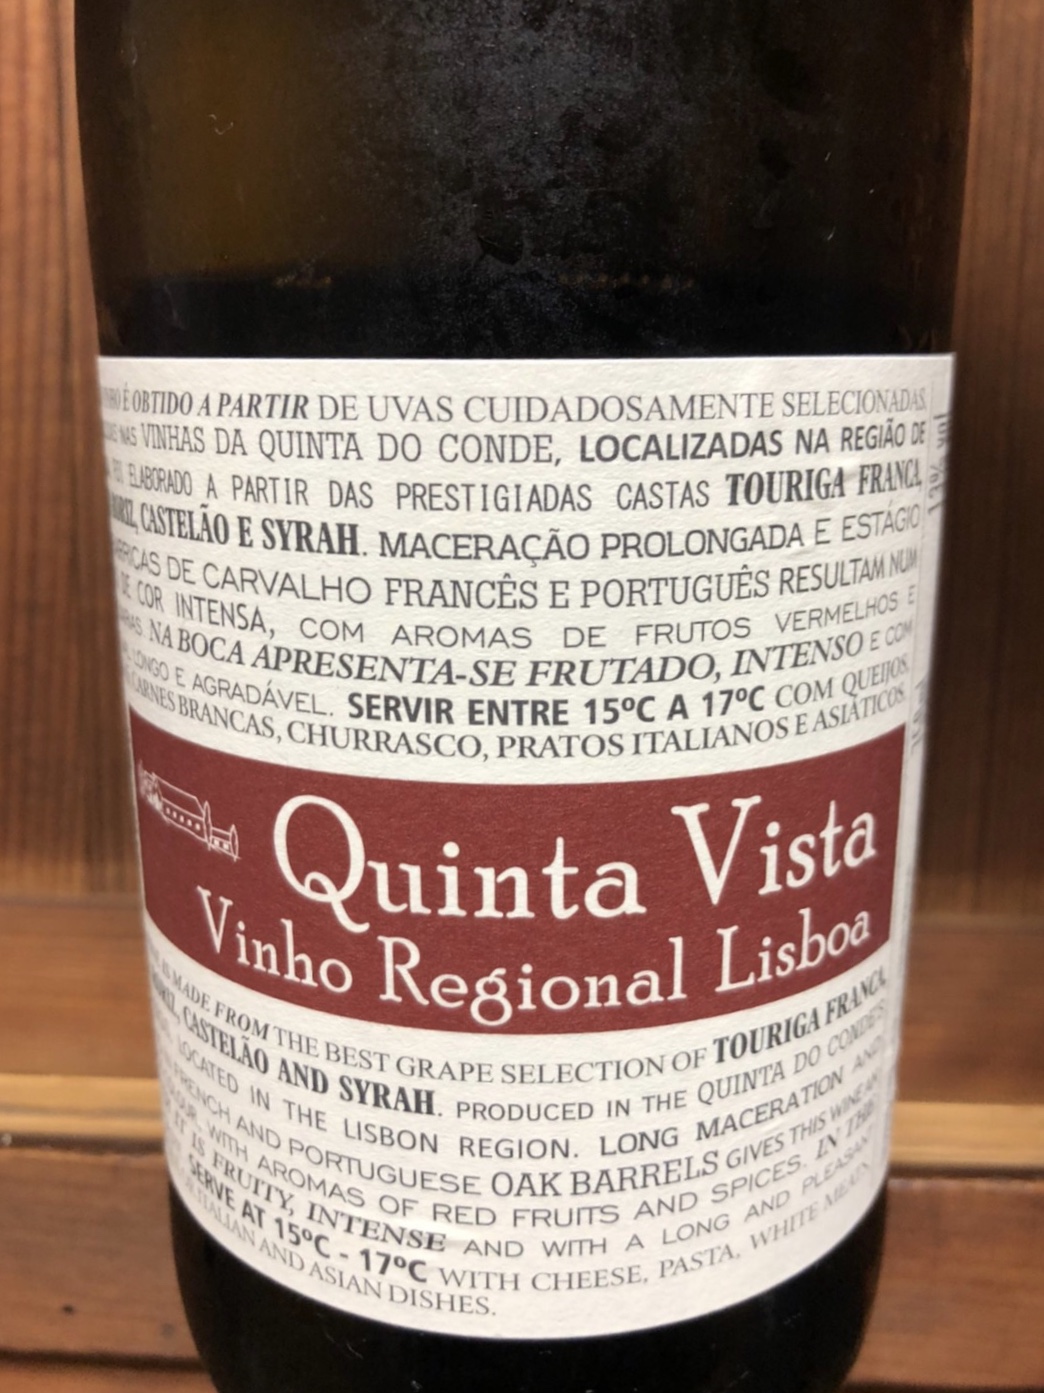 É OBTIDO A PARTIR DE UVAS CUIDADOSAMENTE SELECIONADAS,
NAS VINHAS DA QUINTA DO CONDE, LOCALIZADAS NA REGIÃO DE
FOI ELABORADO A PARTIR DAS PRESTIGIADAS CASTAS TOURIGA FRANCA,
RORIZ, CASTELÃO E SYRAH. MACERAÇÃO PROLONGADA E ESTÁGIO
DE CARVALHO FRANCÊS E PORTUGUÊS RESULTAM NUM
DE COR INTENSA, COM AROMAS DE FRUTOS VERMELHOS E
NA BOCA APRESENTA-SE FRUTADO, INTENSO E COM
LONGO E AGRADÁVEL. SERVIR ENTRE 15ºC A 17ºC COM QUEIJOS,
CARNES BRANCAS, CHURRASCO, PRATOS ITALIANOS E ASIÁTICOS.
Quinta Vista
Vinho Regional Lisboa
IS MADE FROM THE BEST GRAPE SELECTION OF TOURIGA FRANCA,
RORIZ, CASTELÃO AND SYRAH. PRODUCED IN THE QUINTA DO CONDE,
LOCATED IN THE LISBON REGION. LONG MACERATION AND
FRENCH AND PORTUGUESE OAK BARRELS GIVES THIS WINE AN
WITH AROMAS OF RED FRUITS AND SPICES. IN THE
IT IS FRUITY, INTENSE AND WITH A LONG AND PLEASANT
SERVE AT 15ºC - 17ºC WITH CHEESE, PASTA, WHITE MEAT,
ITALIAN AND ASIAN DISHES.